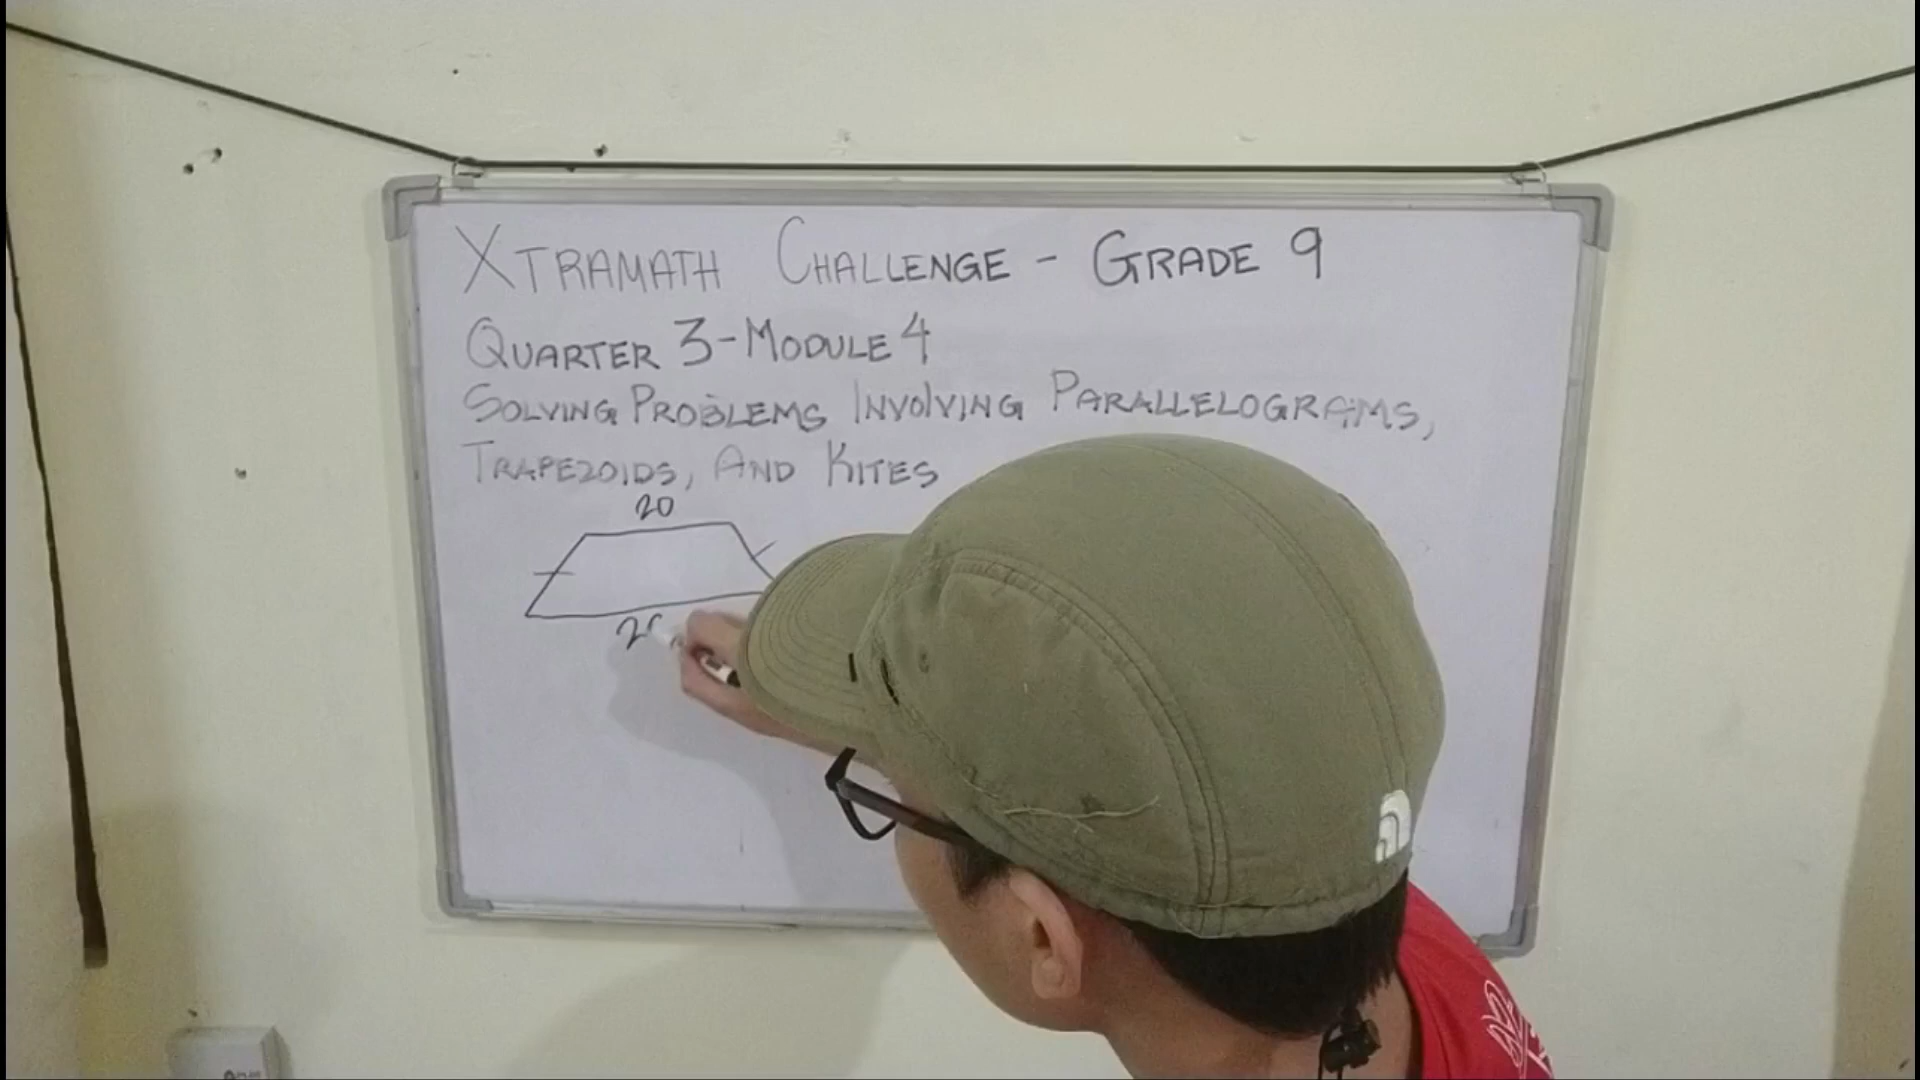 XTRAMATH CHALLENGE - GRADE 9
QUARTER 3 - MODULE 4
SOLVING PROBLEMS INVOLVING PARALLELOGRAMS,
TRAPEZOIDS, AND KITES
20